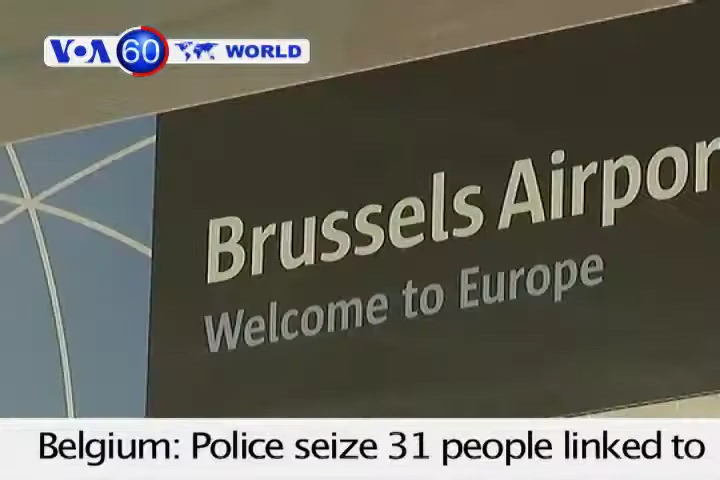 VOA 60 WORLD
Brussels Airpor
Welcome to Europe
Belgium: Police seize 31 people linked to